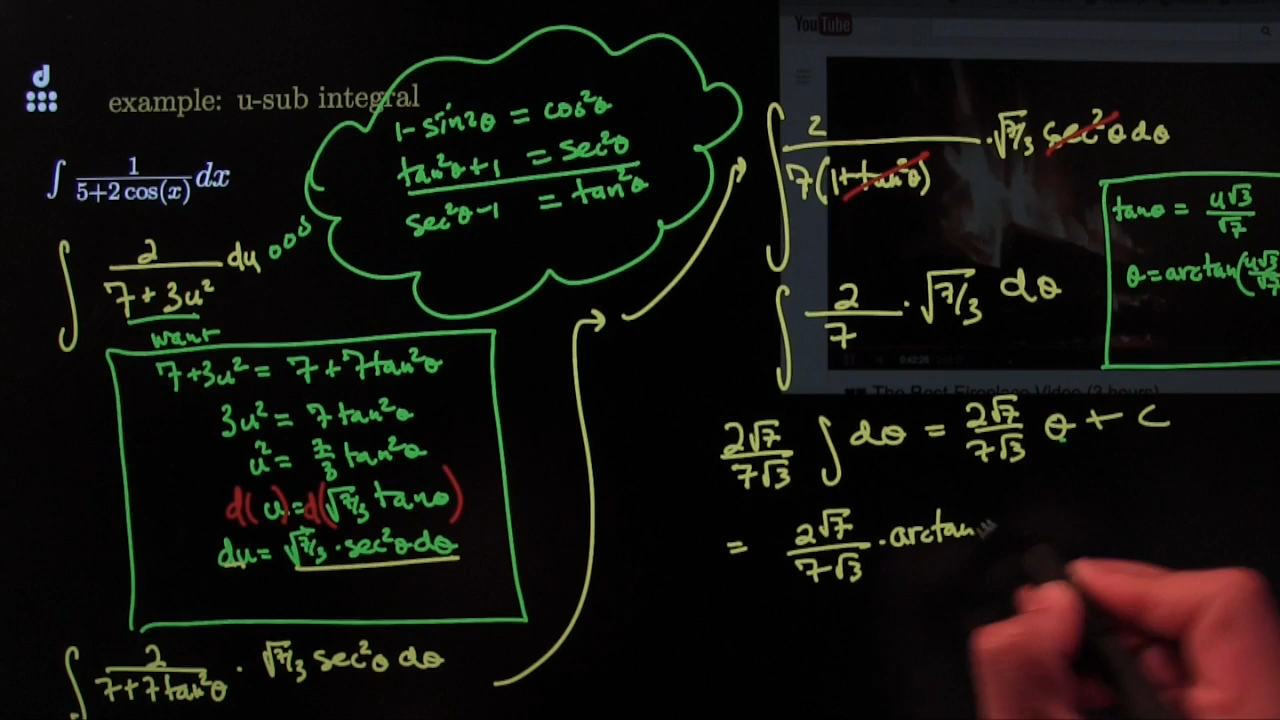 d
example: u-sub integral
∫ 1/(5+2 cos(x)) dx
∫ 2/(7+3u²) du
want
1-sin2θ = cos²θ
tan²θ+1 = sec²θ
sec²θ-1 = tan²θ
7+3u² = 7+7tan²θ
3u² = 7tan²θ
u² = 7/3 tan²θ
d(u)=d(√7/3 tanθ)
du = √7/3 · sec²θdθ
∫ 2/(7+7tan²θ) · √7/3 sec²θ dθ
YouTube
∫ 2/(7(1+tan²θ)) · √7/3 sec²θ dθ
∫ 2/7 · √7/3 dθ
tanθ = u√3/√7
θ=arctan(u√3/√7
The Best Fireplace Video (3 hours)
2√7/7√3 ∫ dθ = 2√7/7√3 θ + c
= 2√7/7√3 · arctan